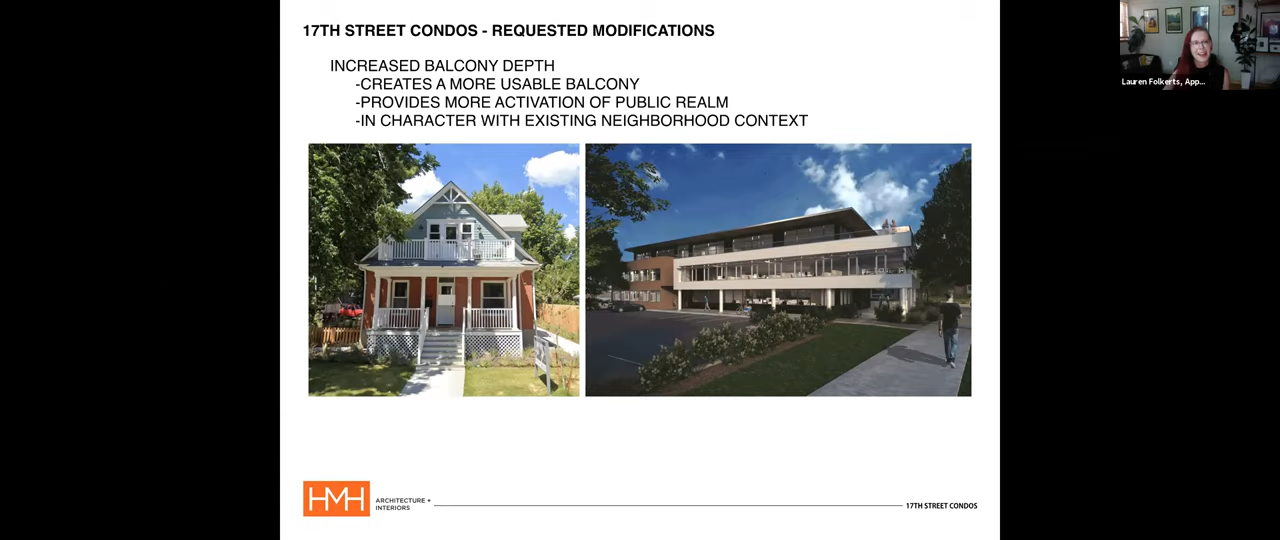 17TH STREET CONDOS - REQUESTED MODIFICATIONS
INCREASED BALCONY DEPTH
-CREATES A MORE USABLE BALCONY
-PROVIDES MORE ACTIVATION OF PUBLIC REALM
-IN CHARACTER WITH EXISTING NEIGHBORHOOD CONTEXT
Lauren Folkerts, App...
HMH
ARCHITECTURE +
INTERIORS
17TH STREET CONDOS